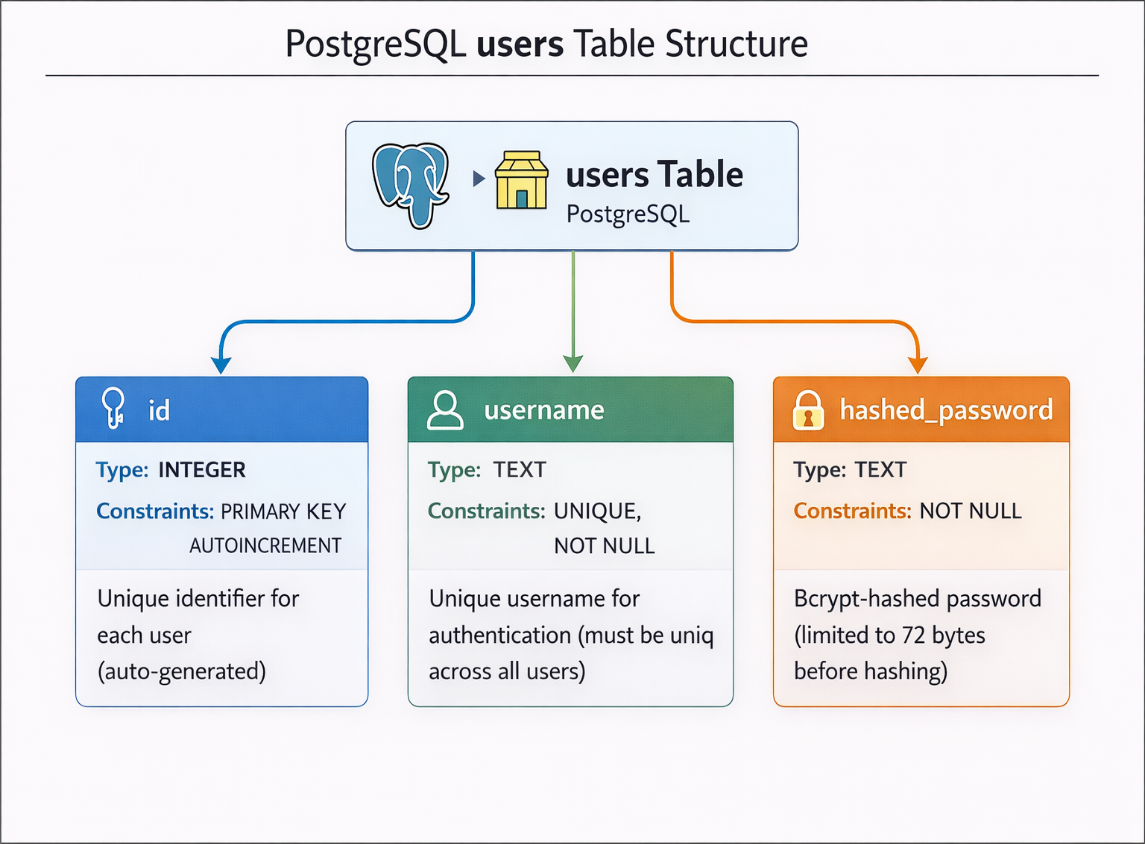 PostgreSQL users Table Structure
users Table
PostgreSQL
id
Type: INTEGER
Constraints: PRIMARY KEY
AUTOINCREMENT
Unique identifier for
each user
(auto-generated)
username
Type: TEXT
Constraints: UNIQUE,
NOT NULL
Unique username for
authentication (must be uniq
across all users)
hashed_password
Type: TEXT
Constraints: NOT NULL
Bcrypt-hashed password
(limited to 72 bytes
before hashing)